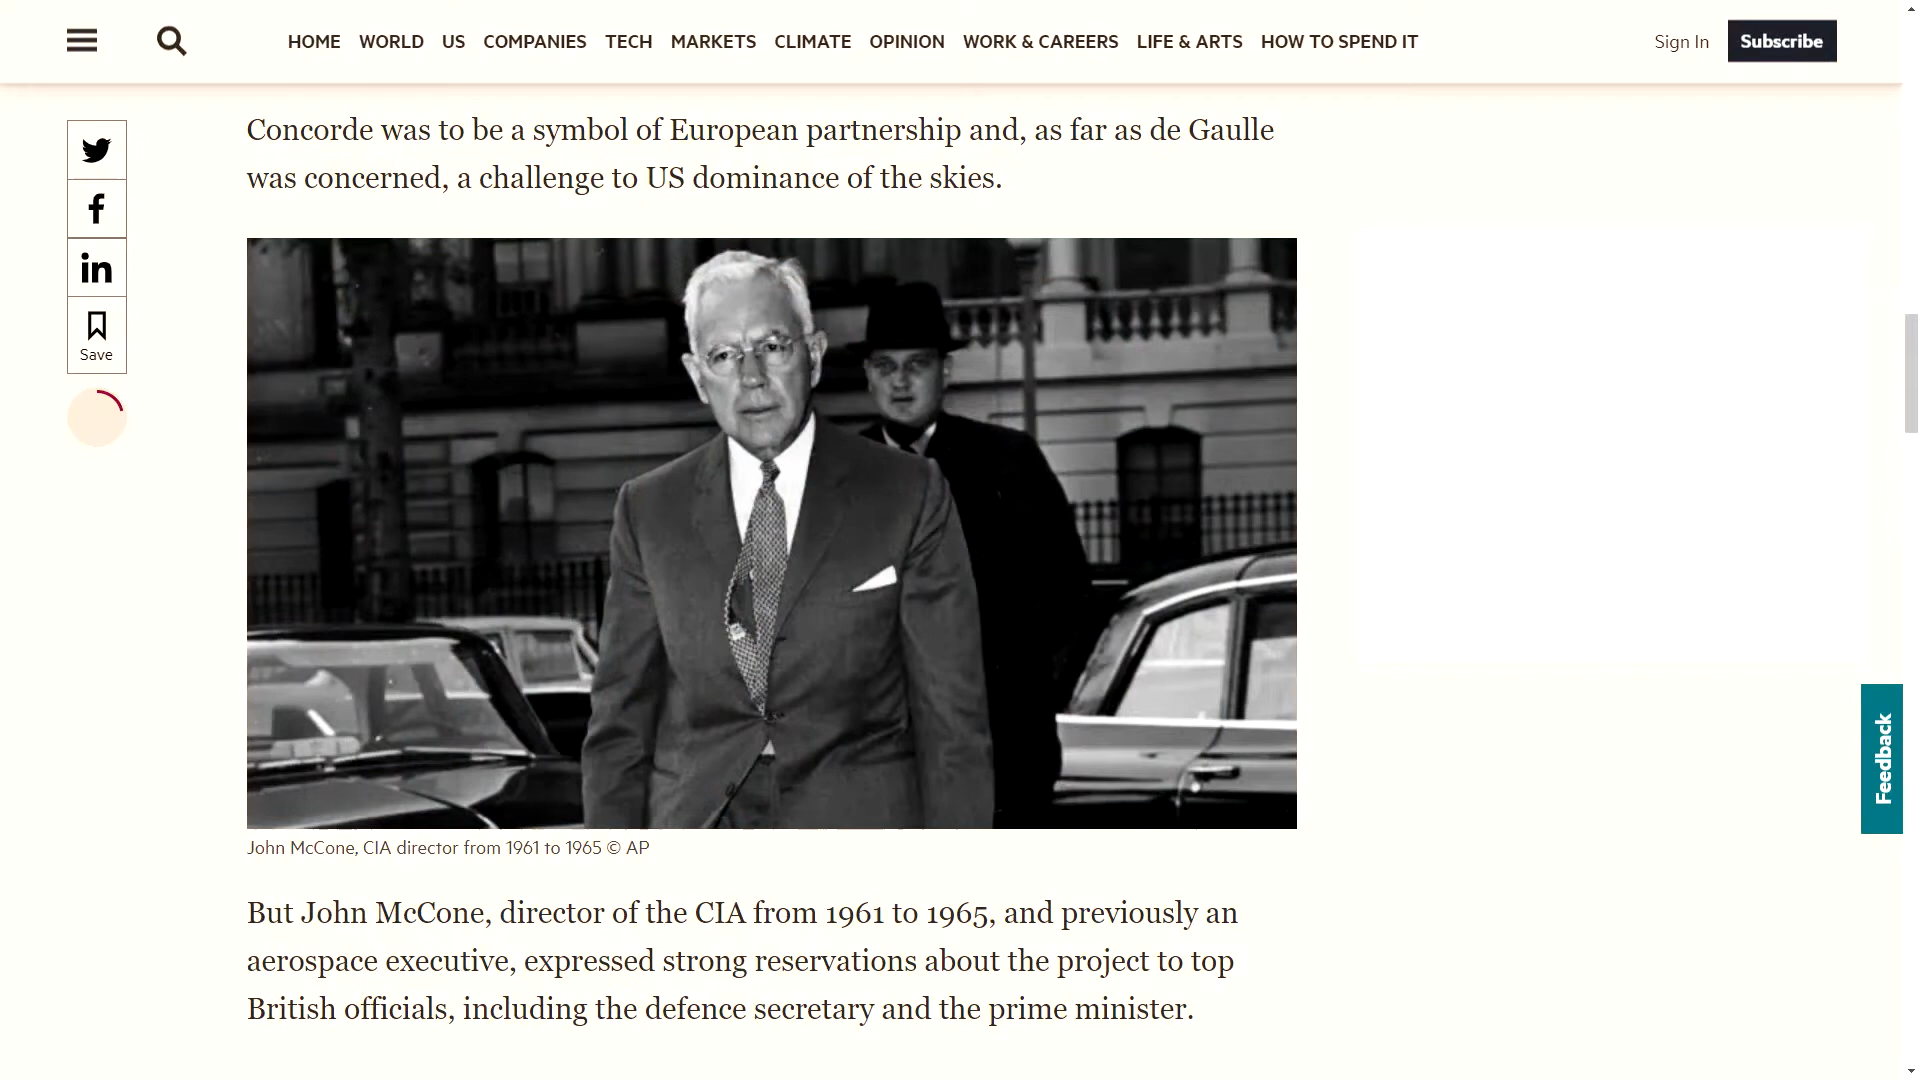 HOME WORLD US COMPANIES TECH MARKETS CLIMATE OPINION WORK & CAREERS LIFE & ARTS HOW TO SPEND IT Sign In Subscribe
Concorde was to be a symbol of European partnership and, as far as de Gaulle
was concerned, a challenge to US dominance of the skies.
in
Save
Feedback
John McCone, CIA director from 1961 to 1965 © AP
But John McCone, director of the CIA from 1961 to 1965, and previously an
aerospace executive, expressed strong reservations about the project to top
British officials, including the defence secretary and the prime minister.